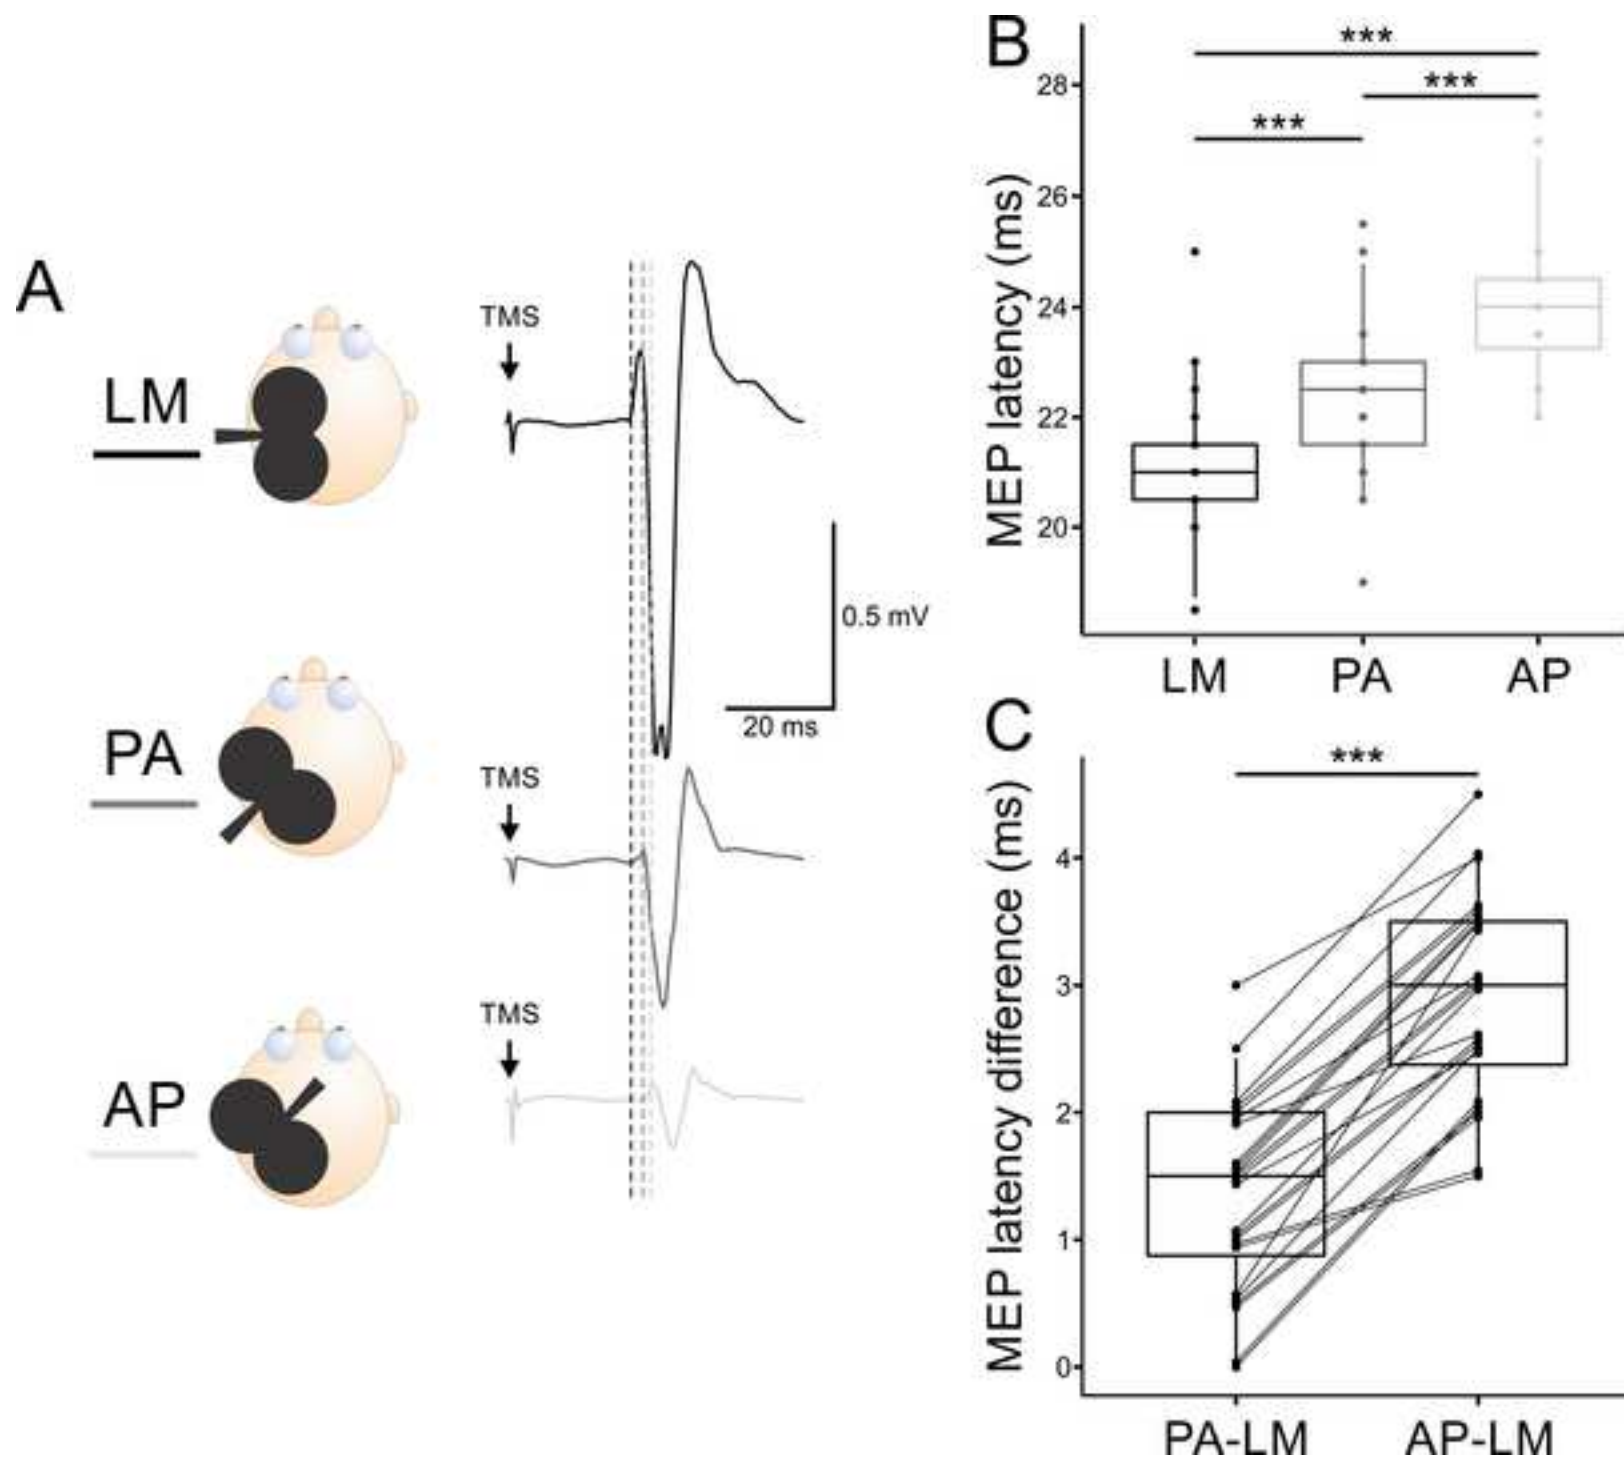 A
LM
TMS
0.5 mV
20 ms
PA
TMS
AP
TMS
B
***
***
***
MEP latency (ms)
28
26
24
22
20
LM
PA
AP
C
***
MEP latency difference (ms)
4
3
2
1
0
PA-LM
AP-LM